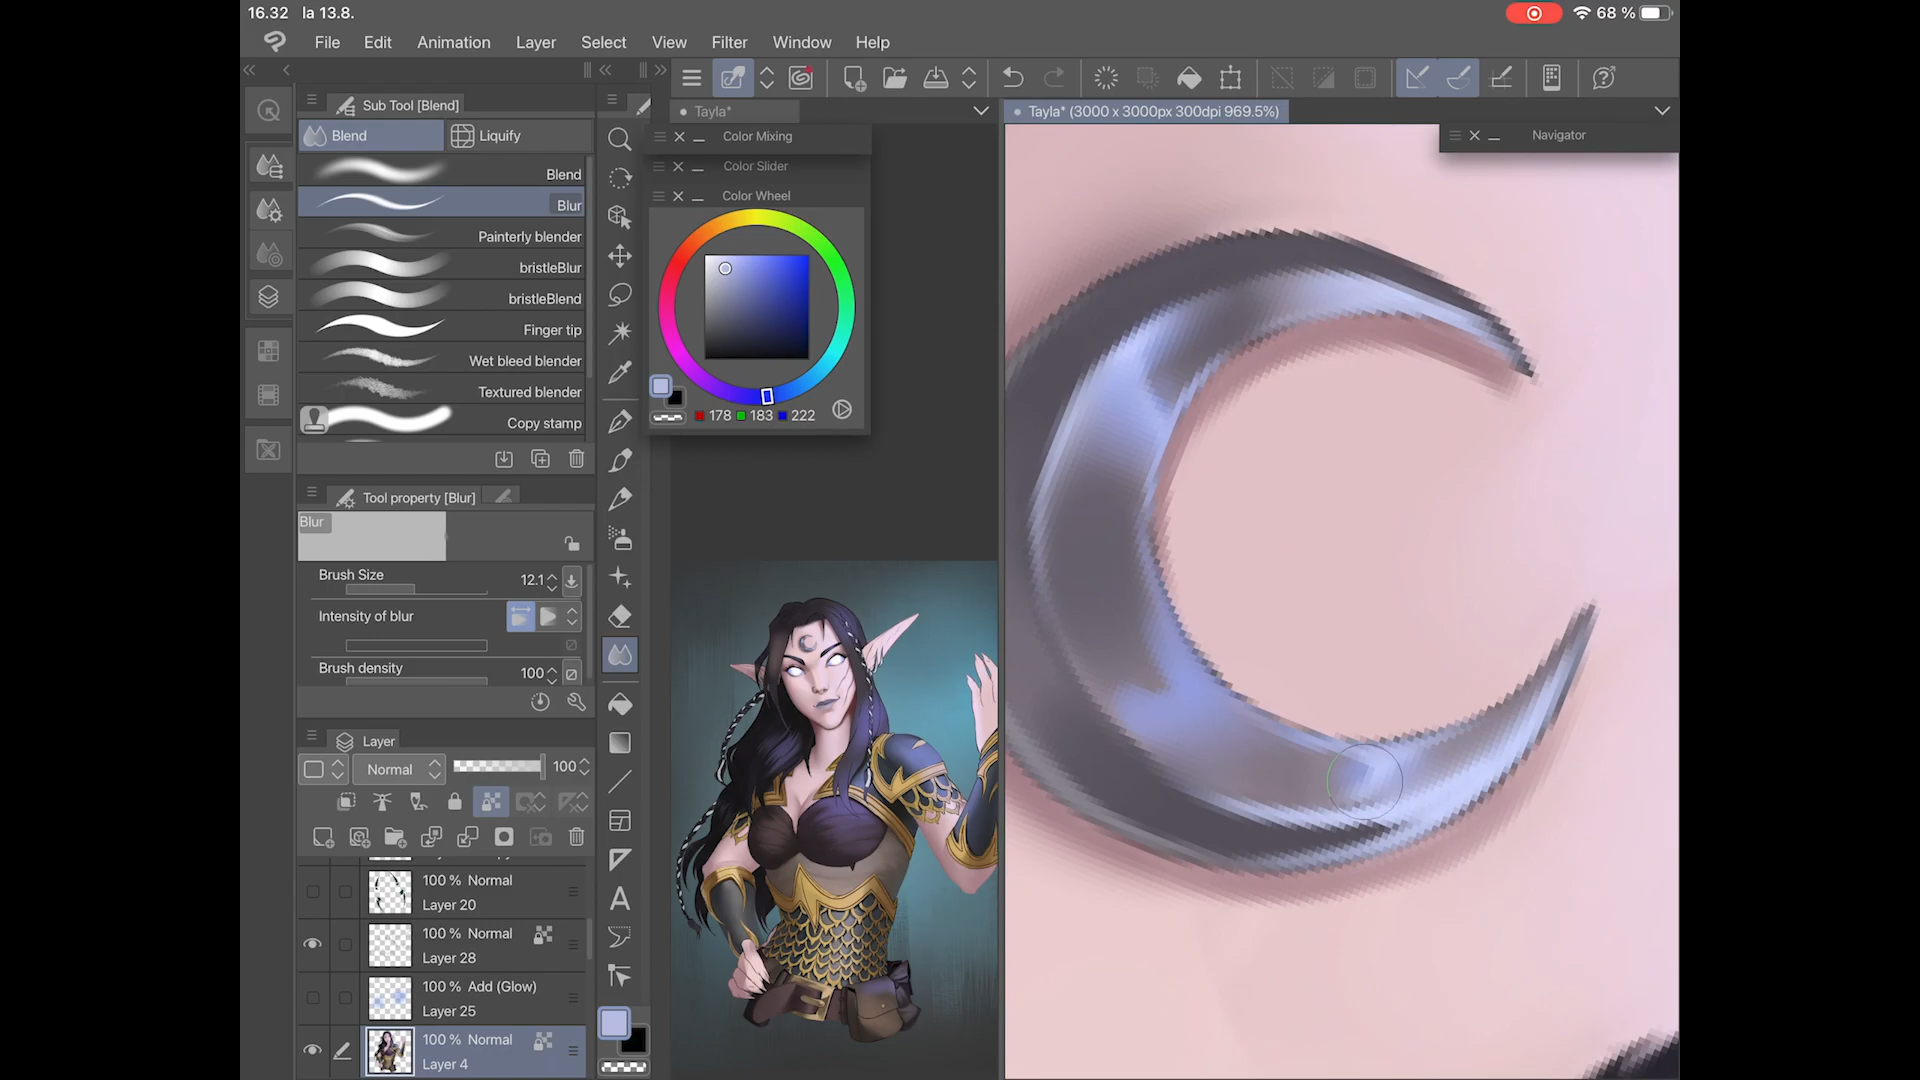 16.32 la 13.8.
68 %
File Edit Animation Layer Select View Filter Window Help
Sub Tool [Blend]
Blend
Liquify
Blend
Blur
Painterly blender
bristleBlur
bristleBlend
Finger tip
Wet bleed blender
Textured blender
Copy stamp
Tool property [Blur]
Blur
Brush Size
12.1
Intensity of blur
Brush density
100
Layer
Normal
100
100 % Normal
Layer 20
100 % Normal
Layer 28
100 % Add (Glow)
Layer 25
100 % Normal
Layer 4
Tayla*
Color Mixing
Color Slider
Color Wheel
178 183 222
A
Tayla* (3000 x 3000px 300dpi 969.5%)
Navigator